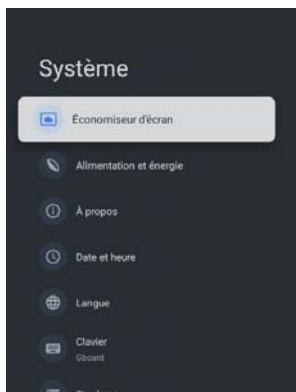 Système
Économiseur d'écran
Alimentation et énergie
À propos
Date et heure
Langue
Clavier
Gboard